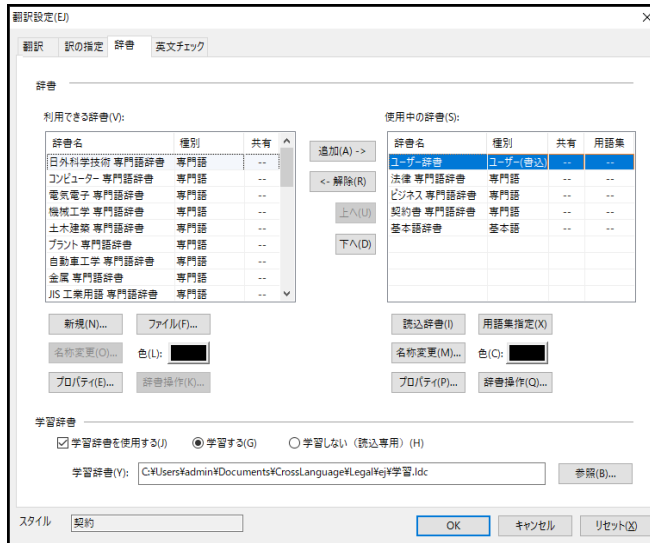 翻訳設定(EJ)
翻訳 訳の指定 辞書 英文チェック
辞書
利用できる辞書(V): 使用中の辞書(S):
辞書名 種別 共有
日外科学技術 専門語辞書 専門語 --
コンピューター 専門語辞書 専門語 --
電気電子 専門語辞書 専門語 --
機械工学 専門語辞書 専門語 --
土木建築 専門語辞書 専門語 --
プラント 専門語辞書 専門語 --
自動車工学 専門語辞書 専門語 --
金属 専門語辞書 専門語 --
JIS 工業用語 専門語辞書 専門語 --
追加(A) ->
<- 解除(R)
上へ(U)
下へ(D)
辞書名 種別 共有 用語集
ユーザー辞書 ユーザー(書込) -- --
法律 専門語辞書 専門語 -- --
ビジネス 専門語辞書 専門語 -- --
契約書 専門語辞書 専門語 -- --
基本語辞書 基本語 -- --
新規(N)... ファイル(F)...
名称変更(O)... 色(L):
プロパティ(E)... 辞書操作(K)...
読込辞書(I) 用語集指定(X)
名称変更(M)... 色(C):
プロパティ(P)... 辞書操作(Q)...
学習辞書
学習辞書を使用する(J) 学習する(G) 学習しない（読込専用）(H)
学習辞書(Y): C:¥Users¥admin¥Documents¥CrossLanguage¥Legal¥ej¥学習.ldc 参照(B)...
スタイル 契約 OK キャンセル リセット(X)